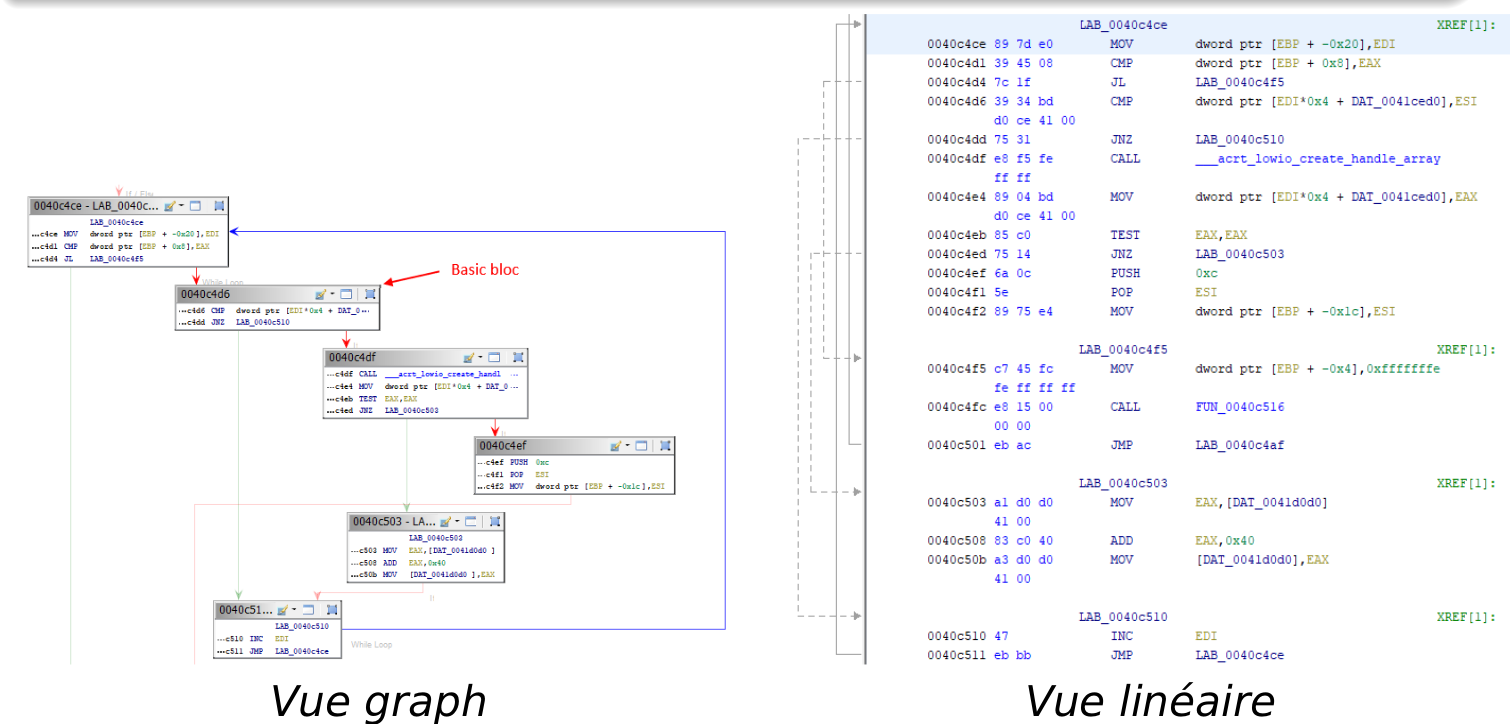 If / Env
0040c4ce - LAB_0040c...
LAB_0040c4ce
...c4ce MOV dword ptr [EBP + -0x20],EDI
...c4d1 CMP dword ptr [EBP + 0x8],EAX
...c4d4 JL LAB_0040c4f5
Basic bloc
While Loop
0040c4d6
...c4d6 CMP dword ptr [EDI*0x4 + DAT_0...
...c4dd JNZ LAB_0040c510
0040c4df
...c4df CALL ___acrt_lowio_create_handl ...
...c4e4 MOV dword ptr [EDI*0x4 + DAT_0...
...c4eb TEST EAX,EAX
...c4ed JNZ LAB_0040c503
0040c4ef
...c4ef PUSH 0xc
...c4f1 POP ESI
...c4f2 MOV dword ptr [EBP + -0x1c],ESI
0040c503 - LA...
LAB_0040c503
...c503 MOV EAX,[DAT_0041d0d0 ]
...c508 ADD EAX,0x40
...c50b MOV [DAT_0041d0d0 ],EAX
If
0040c51...
LAB_0040c510
...c510 INC EDI
...c511 JMP LAB_0040c4ce
While Loop
Vue graph
LAB_0040c4ce XREF[1]:
0040c4ce 89 7d e0 MOV dword ptr [EBP + -0x20],EDI
0040c4d1 39 45 08 CMP dword ptr [EBP + 0x8],EAX
0040c4d4 7c 1f JL LAB_0040c4f5
0040c4d6 39 34 bd CMP dword ptr [EDI*0x4 + DAT_0041ced0],ESI
d0 ce 41 00
0040c4dd 75 31 JNZ LAB_0040c510
0040c4df e8 f5 fe CALL ___acrt_lowio_create_handle_array
ff ff
0040c4e4 89 04 bd MOV dword ptr [EDI*0x4 + DAT_0041ced0],EAX
d0 ce 41 00
0040c4eb 85 c0 TEST EAX,EAX
0040c4ed 75 14 JNZ LAB_0040c503
0040c4ef 6a 0c PUSH 0xc
0040c4f1 5e POP ESI
0040c4f2 89 75 e4 MOV dword ptr [EBP + -0x1c],ESI
LAB_0040c4f5 XREF[1]:
0040c4f5 c7 45 fc MOV dword ptr [EBP + -0x4],0xfffffffe
fe ff ff ff
0040c4fc e8 15 00 CALL FUN_0040c516
00 00
0040c501 eb ac JMP LAB_0040c4af
LAB_0040c503 XREF[1]:
0040c503 a1 d0 d0 MOV EAX,[DAT_0041d0d0]
41 00
0040c508 83 c0 40 ADD EAX,0x40
0040c50b a3 d0 d0 MOV [DAT_0041d0d0],EAX
41 00
LAB_0040c510 XREF[1]:
0040c510 47 INC EDI
0040c511 eb bb JMP LAB_0040c4ce
Vue linéaire